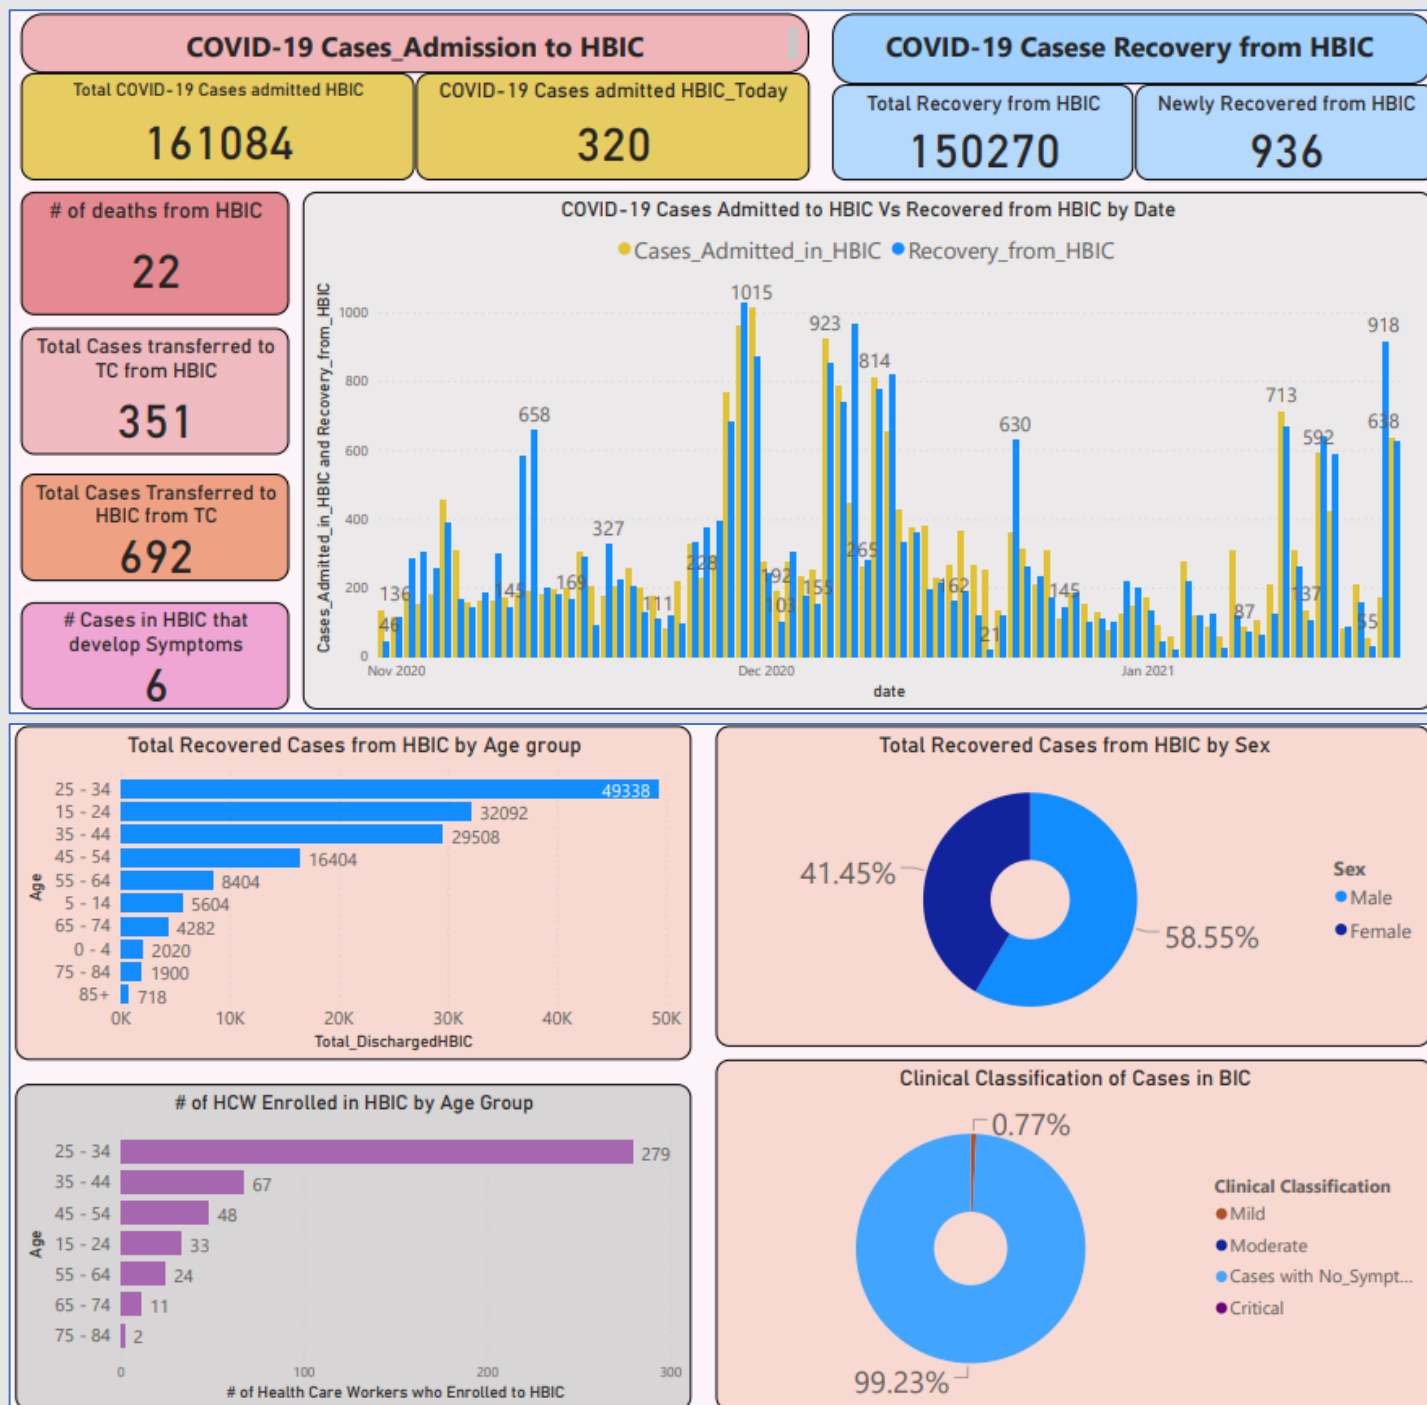 COVID-19 Cases_Admission to HBIC
COVID-19 Casese Recovery from HBIC
Total COVID-19 Cases admitted HBIC
161084
COVID-19 Cases admitted HBIC_Today
320
Total Recovery from HBIC
150270
Newly Recovered from HBIC
936
# of deaths from HBIC
22
Total Cases transferred to
TC from HBIC
351
Total Cases Transferred to
HBIC from TC
692
# Cases in HBIC that
develop Symptoms
6
COVID-19 Cases Admitted to HBIC Vs Recovered from HBIC by Date
Cases_Admitted_in_HBIC Recovery_from_HBIC
Cases_Admitted_in_HBIC and Recovery_from_HBIC
1000
800
600
400
200
0
136
46
658
145
169
327
111
228
1015
192
155
923
265
814
162
21
630
145
87
713
137
592
55
918
638
Nov 2020
Dec 2020
Jan 2021
date
Total Recovered Cases from HBIC by Age group
Age
25 - 34 49338
15 - 24 32092
35 - 44 29508
45 - 54 16404
55 - 64 8404
5 - 14 5604
65 - 74 4282
0 - 4 2020
75 - 84 1900
85+ 718
0K 10K 20K 30K 40K 50K
Total_DischargedHBIC
Total Recovered Cases from HBIC by Sex
41.45%
58.55%
Sex
Male
Female
# of HCW Enrolled in HBIC by Age Group
Age
25 - 34 279
35 - 44 67
45 - 54 48
15 - 24 33
55 - 64 24
65 - 74 11
75 - 84 2
0 100 200 300
# of Health Care Workers who Enrolled to HBIC
Clinical Classification of Cases in BIC
0.77%
99.23%
Clinical Classification
Mild
Moderate
Cases with No_Sympt...
Critical